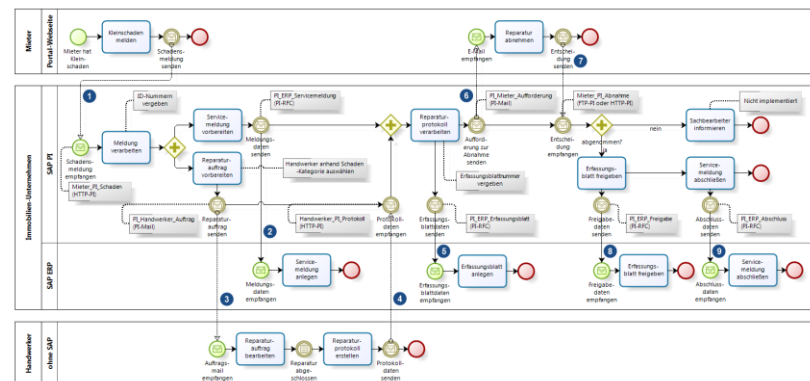 Mieter
Portal-Webseite
Mieter hat
Klein-
schaden
Kleinschaden
melden
Schadens-
meldung
senden
E-Mail
empfangen
Reparatur
abnehmen
Entschei-
dung
senden
1
6
7
Immobilien-Unternehmen
SAP PI
ID-Nummern
vergeben
Schadens-
meldung
empfangen
Meldung
verarbeiten
Mieter_PI_Schaden
(HTTP-PI)
Service-
meldung
vorbereiten
PI_ERP_Servicemeldung
(PI-RFC)
Meldungs-
daten
senden
Reparatur-
auftrag
vorbereiten
Handwerker anhand Schaden
-Kategorie auswählen
PI_Handwerker_Auftrag
(PI-Mail)
Reparatur-
auftrag
senden
Handwerker_PI_Protokoll
(HTTP-PI)
Protokoll-
daten
empfangen
Reparatur-
protokoll
verarbeiten
PI_Mieter_Aufforderung
(PI-Mail)
Auffor-
derung zur
Abnahme
senden
Erfassungsblattnummer
vergeben
Erfassungs-
blattdaten
senden
PI_ERP_Erfassungsblatt
(PI-RFC)
Mieter_PI_Abnahme
(FTP-PI oder HTTP-PI)
Entschei-
dung
empfangen
abgenommen?
nein
ja
Nicht implementiert
Sachbearbeiter
informieren
Erfassungs-
blatt freigeben
Service-
meldung
abschließen
Freigabe-
daten
senden
PI_ERP_Freigabe
(PI-RFC)
Abschluss-
daten
senden
PI_ERP_Abschluss
(PI-RFC)
2
3
4
5
8
9
SAP ERP
Meldungs-
daten
empfangen
Service-
meldung
anlegen
Erfassungs-
blattdaten
empfangen
Erfassungs-
blatt anlegen
Freigabe-
daten
empfangen
Erfassungs-
blatt freigeben
Abschluss-
daten
empfangen
Service-
meldung
abschließen
Handwerker
ohne SAP
Auftrags-
mail
empfangen
Reparatur-
auftrag
bearbeiten
Reparatur
abge-
schlossen
Reparatur-
protokoll
erstellen
Protokoll-
daten
senden